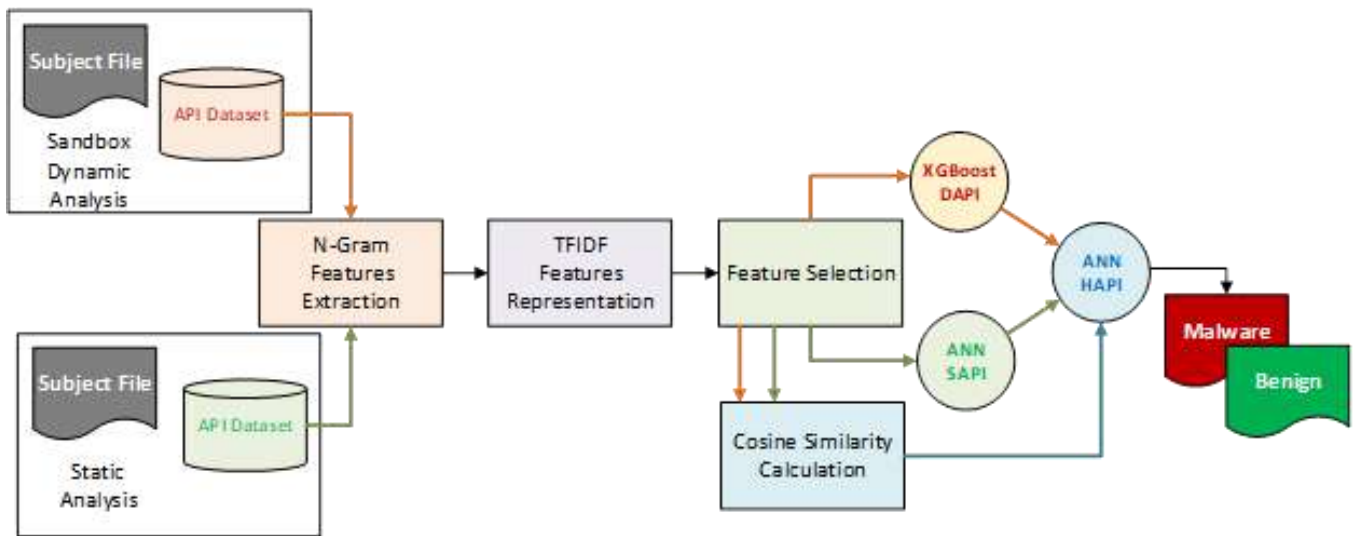 Subject File
API Dataset
Sandbox
Dynamic
Analysis
N-Gram
Features
Extraction
TFIDF
Features
Representation
Feature Selection
XGBoost
DAPI
ANN
HAPI
ANN
SAPI
Cosine Similarity
Calculation
Malware
Benign
Subject File
API Dataset
Static
Analysis